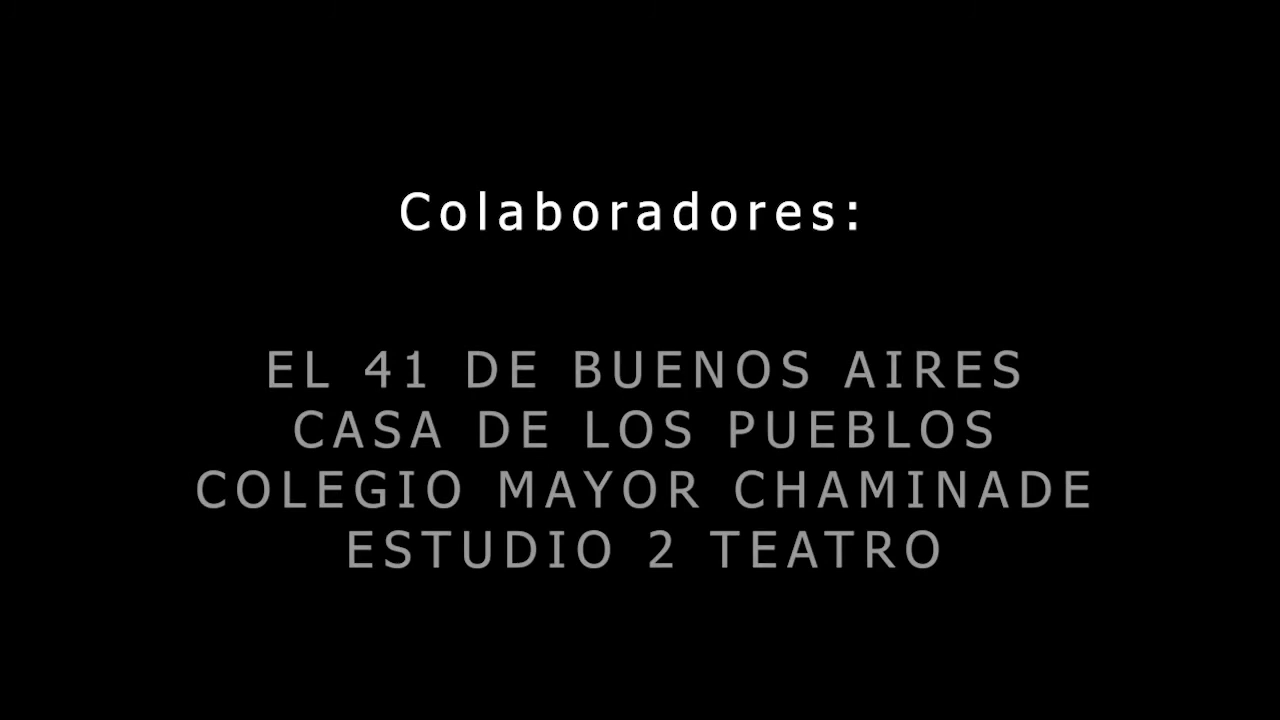 Colaboradores:
EL 41 DE BUENOS AIRES
CASA DE LOS PUEBLOS
COLEGIO MAYOR CHAMINADE
ESTUDIO 2 TEATRO